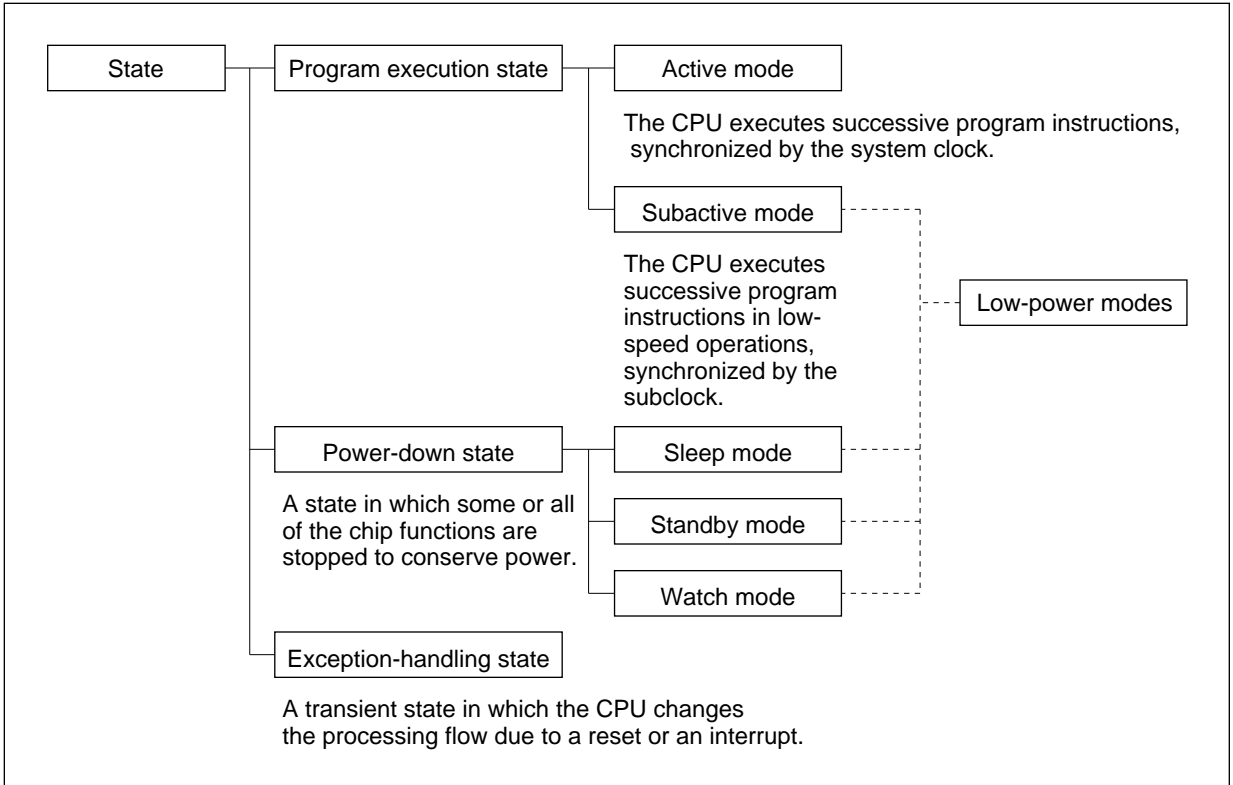 State
Program execution state
Active mode
The CPU executes successive program instructions,
synchronized by the system clock.
Subactive mode
The CPU executes
successive program
instructions in low-
speed operations,
synchronized by the
subclock.
Low-power modes
Power-down state
A state in which some or all
of the chip functions are
stopped to conserve power.
Sleep mode
Standby mode
Watch mode
Exception-handling state
A transient state in which the CPU changes
the processing flow due to a reset or an interrupt.